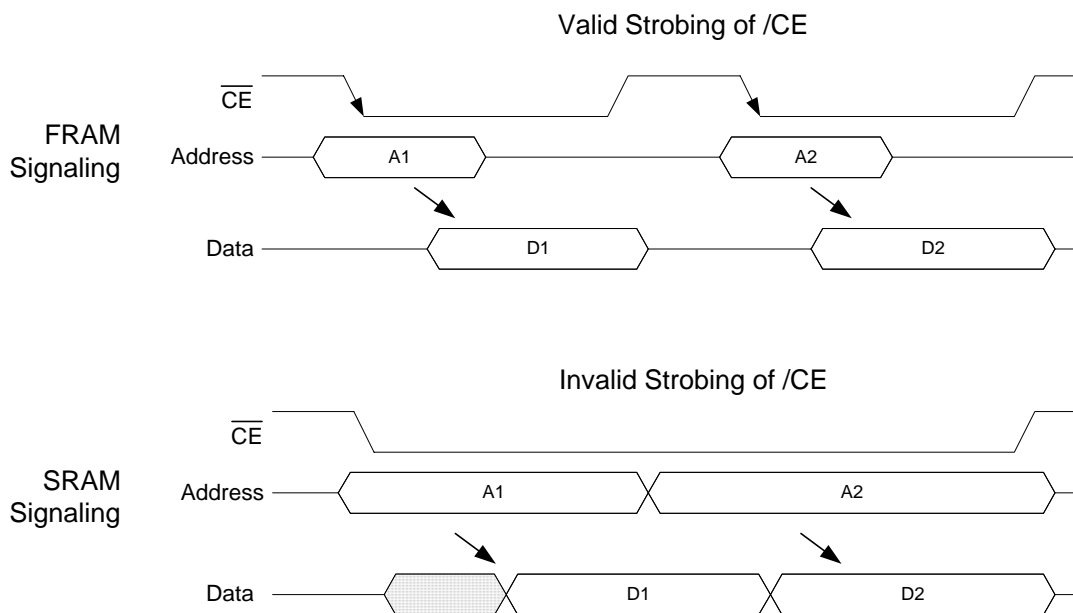 Valid Strobing of /CE
CE
FRAM
Signaling
Address
A1
A2
Data
D1
D2
Invalid Strobing of /CE
CE
SRAM
Signaling
Address
A1
A2
Data
D1
D2